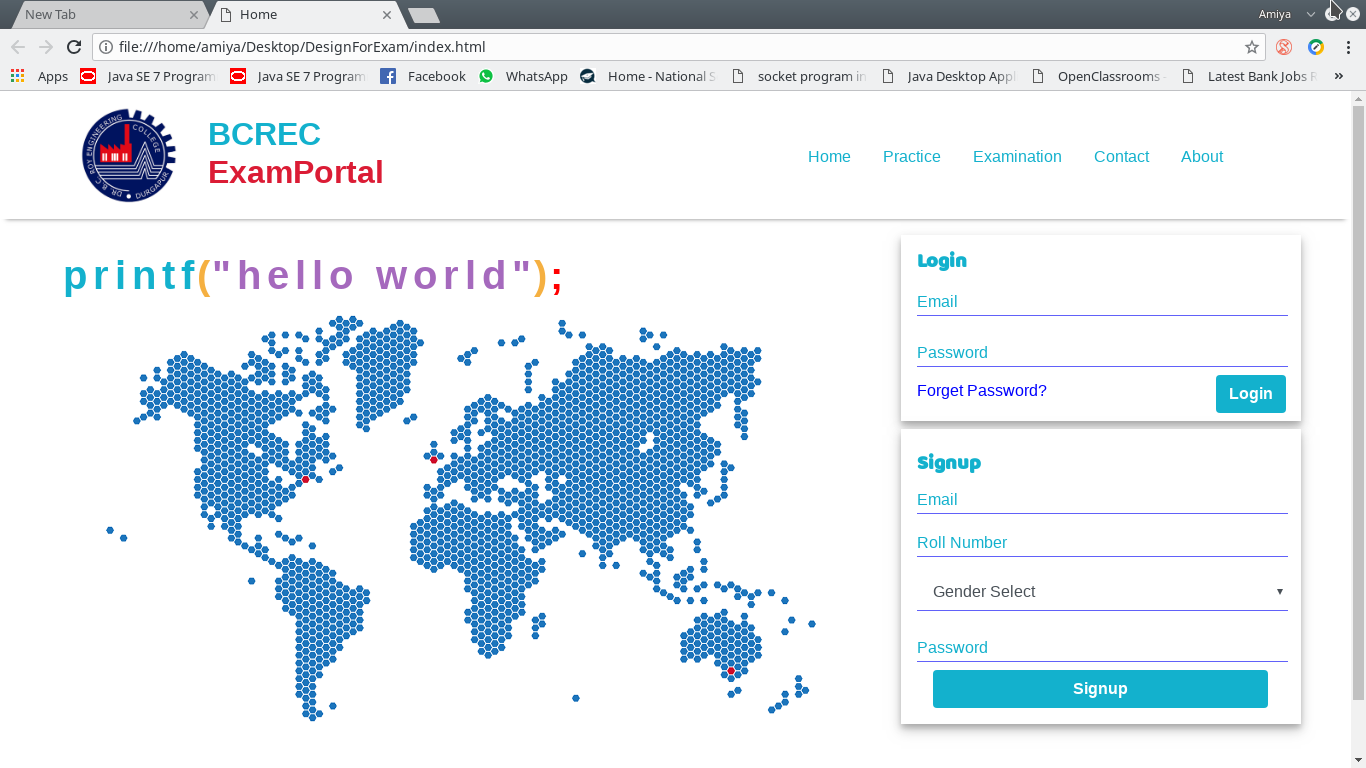 New Tab
Home
Amiya
file:///home/amiya/Desktop/DesignForExam/index.html
Apps
Java SE 7 Program
Java SE 7 Program
Facebook
WhatsApp
Home - National S
socket program in
Java Desktop Appl
OpenClassrooms -
Latest Bank Jobs R
DR. B. C. ROY ENGINEERING COLLEGE
DURGAPUR
BCREC
ExamPortal
Home
Practice
Examination
Contact
About
printf("hello world");
Login
Email
Password
Forget Password?
Login
Signup
Email
Roll Number
Gender Select
Password
Signup